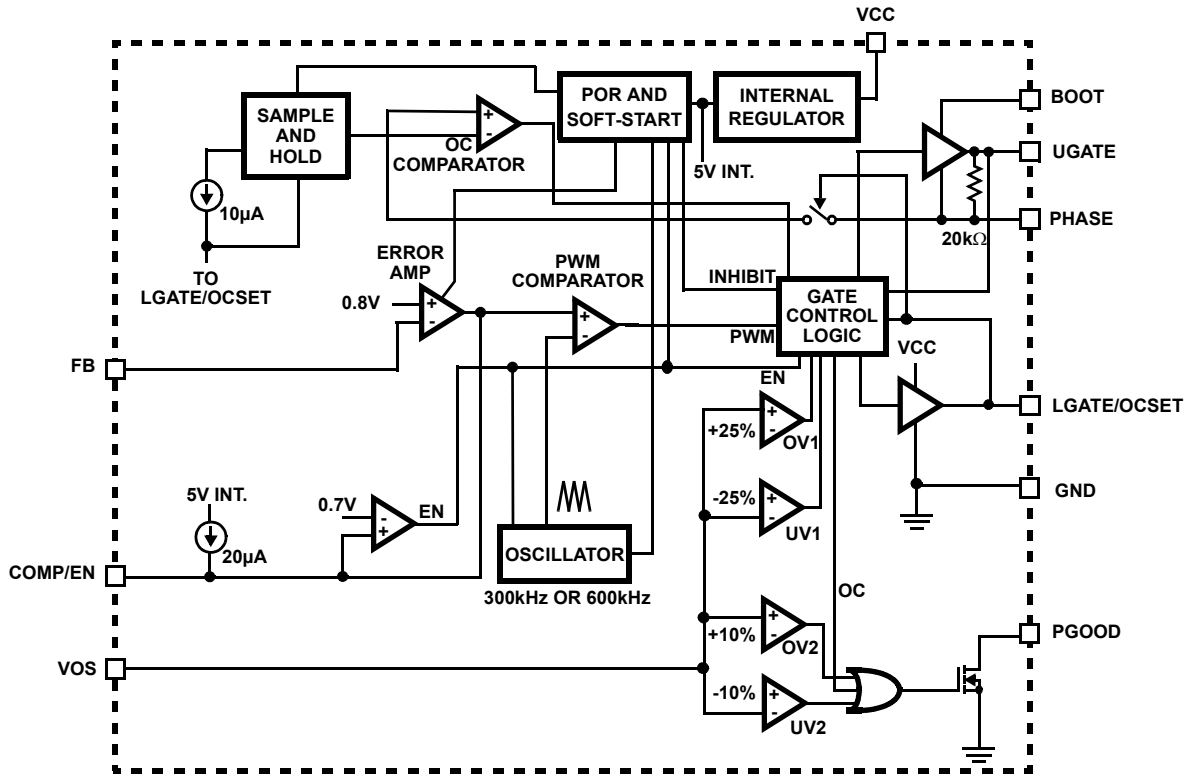 VCC
SAMPLE
AND
HOLD
+
-
OC
COMPARATOR
POR AND
SOFT-START
INTERNAL
REGULATOR
BOOT
UGATE
5V INT.
10µA
PHASE
20kΩ
TO
LGATE/OCSET
ERROR
AMP
PWM
COMPARATOR
INHIBIT
GATE
CONTROL
LOGIC
0.8V
+
-
+
-
PWM
VCC
FB
EN
LGATE/OCSET
+
-
+25%
OV1
5V INT.
0.7V
-
+
EN
-25%
+
-
UV1
GND
20µA
OSCILLATOR
COMP/EN
300kHz OR 600kHz
OC
+
-
+10%
OV2
PGOOD
VOS
-10%
+
-
UV2